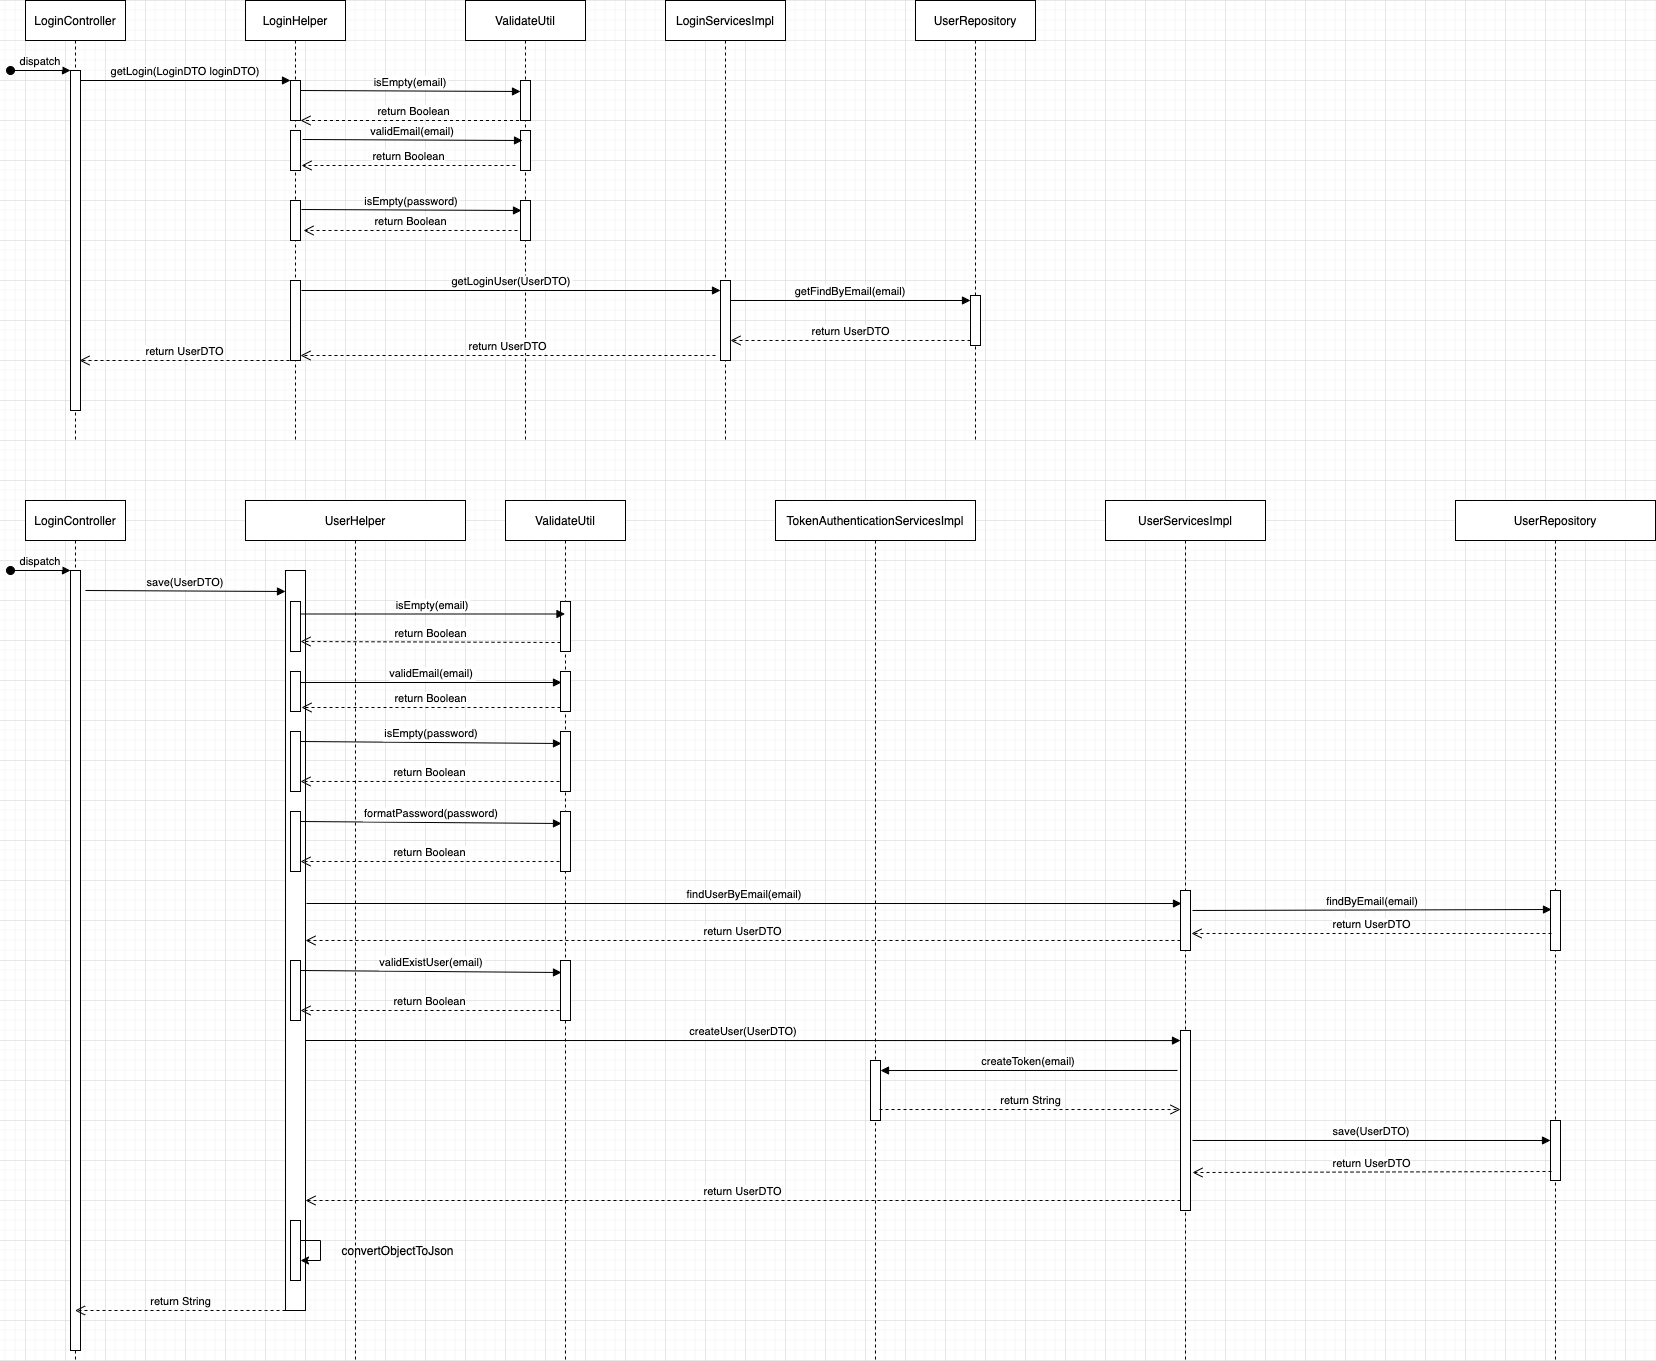 LoginController
LoginHelper
ValidateUtil
LoginServicesImpl
UserRepository
dispatch
getLogin(LoginDTO loginDTO)
isEmpty(email)
return Boolean
validEmail(email)
return Boolean
isEmpty(password)
return Boolean
getLoginUser(UserDTO)
getFindByEmail(email)
return UserDTO
return UserDTO
return UserDTO
LoginController
UserHelper
ValidateUtil
TokenAuthenticationServicesImpl
UserServicesImpl
UserRepository
dispatch
save(UserDTO)
isEmpty(email)
return Boolean
validEmail(email)
return Boolean
isEmpty(password)
return Boolean
formatPassword(password)
return Boolean
findUserByEmail(email)
findByEmail(email)
return UserDTO
return UserDTO
validExistUser(email)
return Boolean
createUser(UserDTO)
createToken(email)
return String
save(UserDTO)
return UserDTO
return UserDTO
convertObjectToJson
return String